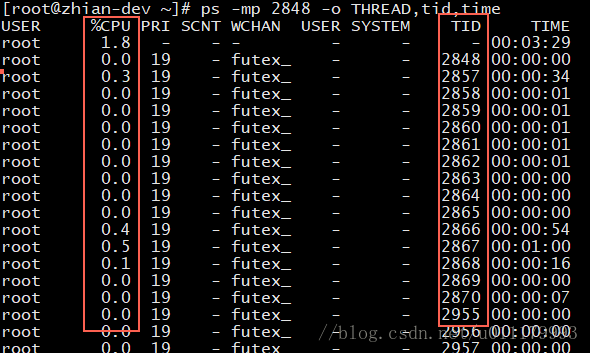 [root@zhian-dev ~]# ps -mp 2848 -o THREAD,tid,time
USER %CPU PRI SCNT WCHAN USER SYSTEM TID TIME
root 1.8 - - - - - - 00:03:29
root 0.0 19 - futex_ - - 2848 00:00:00
root 0.3 19 - futex_ - - 2857 00:00:34
root 0.0 19 - futex_ - - 2858 00:00:01
root 0.0 19 - futex_ - - 2859 00:00:01
root 0.0 19 - futex_ - - 2860 00:00:01
root 0.0 19 - futex_ - - 2861 00:00:01
root 0.0 19 - futex_ - - 2862 00:00:01
root 0.0 19 - futex_ - - 2863 00:00:00
root 0.0 19 - futex_ - - 2864 00:00:00
root 0.0 19 - futex_ - - 2865 00:00:00
root 0.4 19 - futex_ - - 2866 00:00:54
root 0.5 19 - futex_ - - 2867 00:01:00
root 0.1 19 - futex_ - - 2868 00:00:16
root 0.0 19 - futex_ - - 2869 00:00:00
root 0.0 19 - futex_ - - 2870 00:00:07
root 0.0 19 - futex_ - - 2955 00:00:00
root 0.0 19 - futex_ - - 2956 00:00:00
root 0.0 19 - futex_ - - 2957 00:00:00